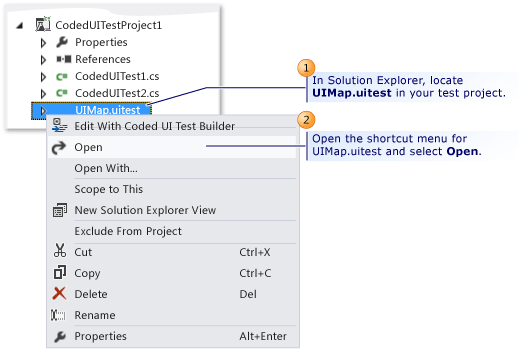 CodedUITestProject1
Properties
References
CodedUITest1.cs
CodedUITest2.cs
UIMap.uitest
Edit With Coded UI Test Builder
Open
Open With...
Scope to This
New Solution Explorer View
Exclude From Project
Cut Ctrl+X
Copy Ctrl+C
Delete Del
Rename
Properties Alt+Enter
1
In Solution Explorer, locate
UIMap.uitest in your test project.
2
Open the shortcut menu for
UIMap.uitest and select Open.